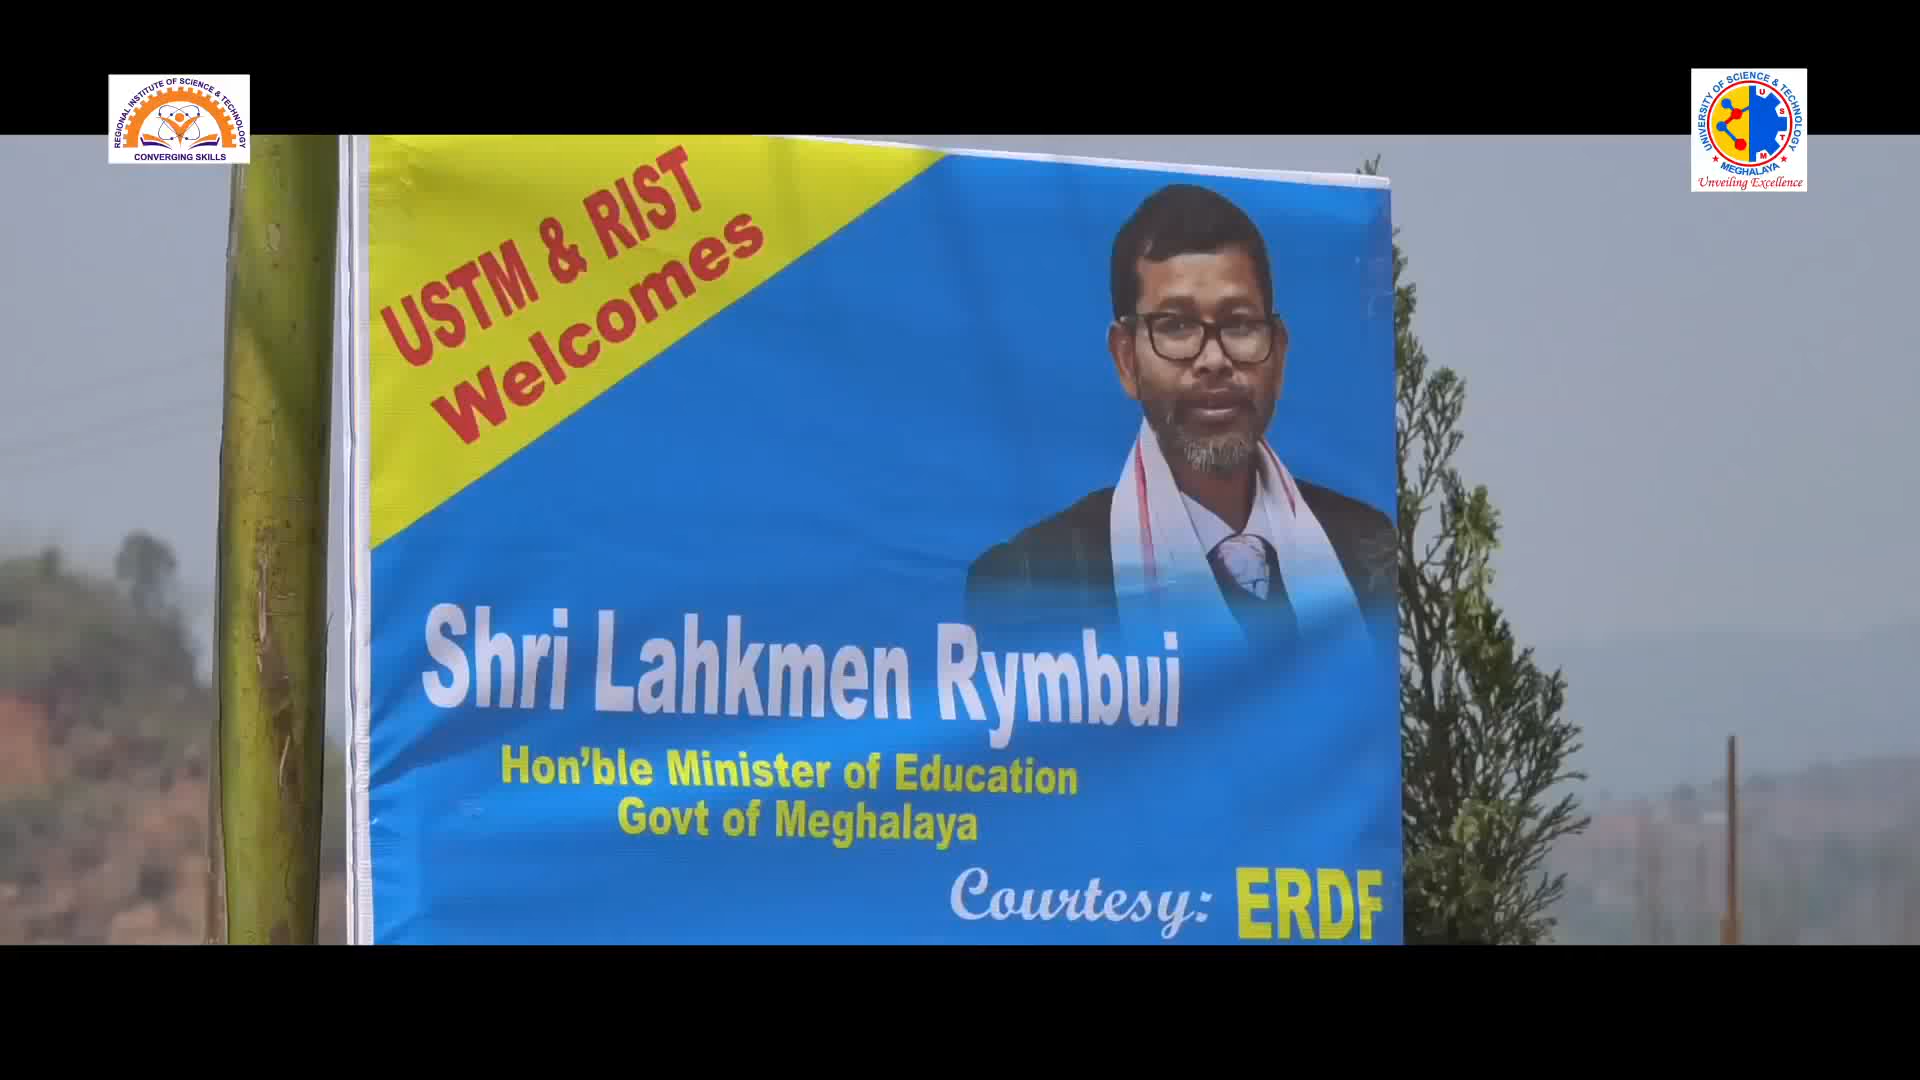 REGIONAL INSTITUTE OF SCIENCE & TECHNOLOGY
CONVERGING SKILLS
UNIVERSITY OF SCIENCE & TECHNOLOGY
USTM
MEGHALAYA
Unveiling Excellence
USTM & RIST
Welcomes
Shri Lahkmen Rymbui
Hon'ble Minister of Education
Govt of Meghalaya
Courtesy: ERDF